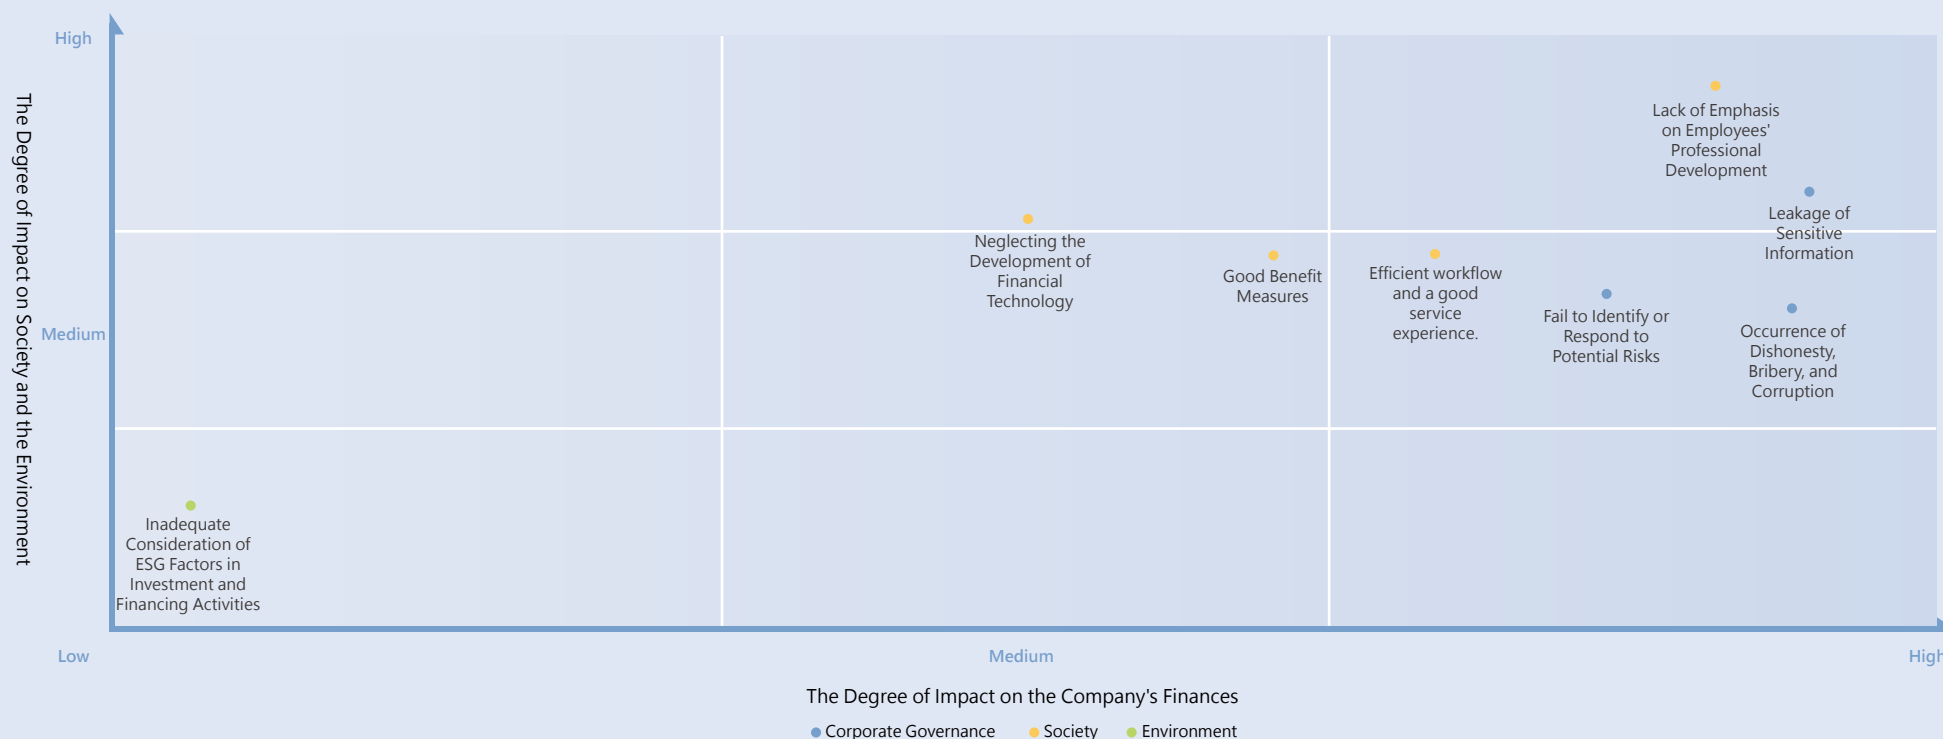 High
The Degree of Impact on Society and the Environment
Medium
Low
Lack of Emphasis
on Employees'
Professional
Development
Leakage of
Sensitive
Information
Neglecting the
Development of
Financial
Technology
Good Benefit
Measures
Efficient workflow
and a good
service
experience.
Fail to Identify or
Respond to
Potential Risks
Occurrence of
Dishonesty,
Bribery, and
Corruption
Inadequate
Consideration of
ESG Factors in
Investment and
Financing Activities
Medium
High
The Degree of Impact on the Company's Finances
Corporate Governance
Society
Environment